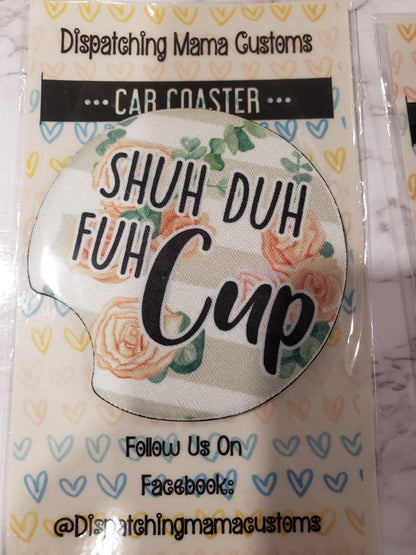 Dispatching Mama Customs
••• CAR COASTER •••
SHUH DUH
FUH Cup
Follow Us On
Facebook:
@Dispatchingmamacustoms